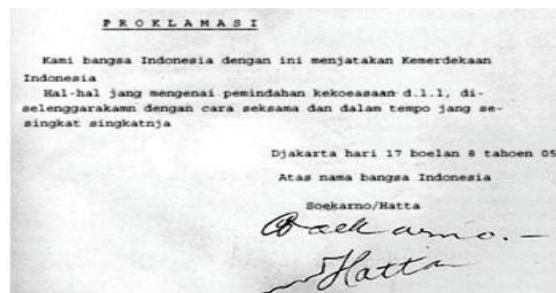 PROKLAMASI
Kami bangsa Indonesia dengan ini menjatakan Kemerdekaan
Indonesia
Hal-hal jang mengenai pemindahan kekoeasaan d.l.l, di-
selenggarakamn dengan cara seksama dan dalam tempo jang se-
singkat singkatnja
Djakarta hari 17 boelan 8 tahoen 05
Atas nama bangsa Indonesia
Soekarno/Hatta
Soekarno.-
Hatta